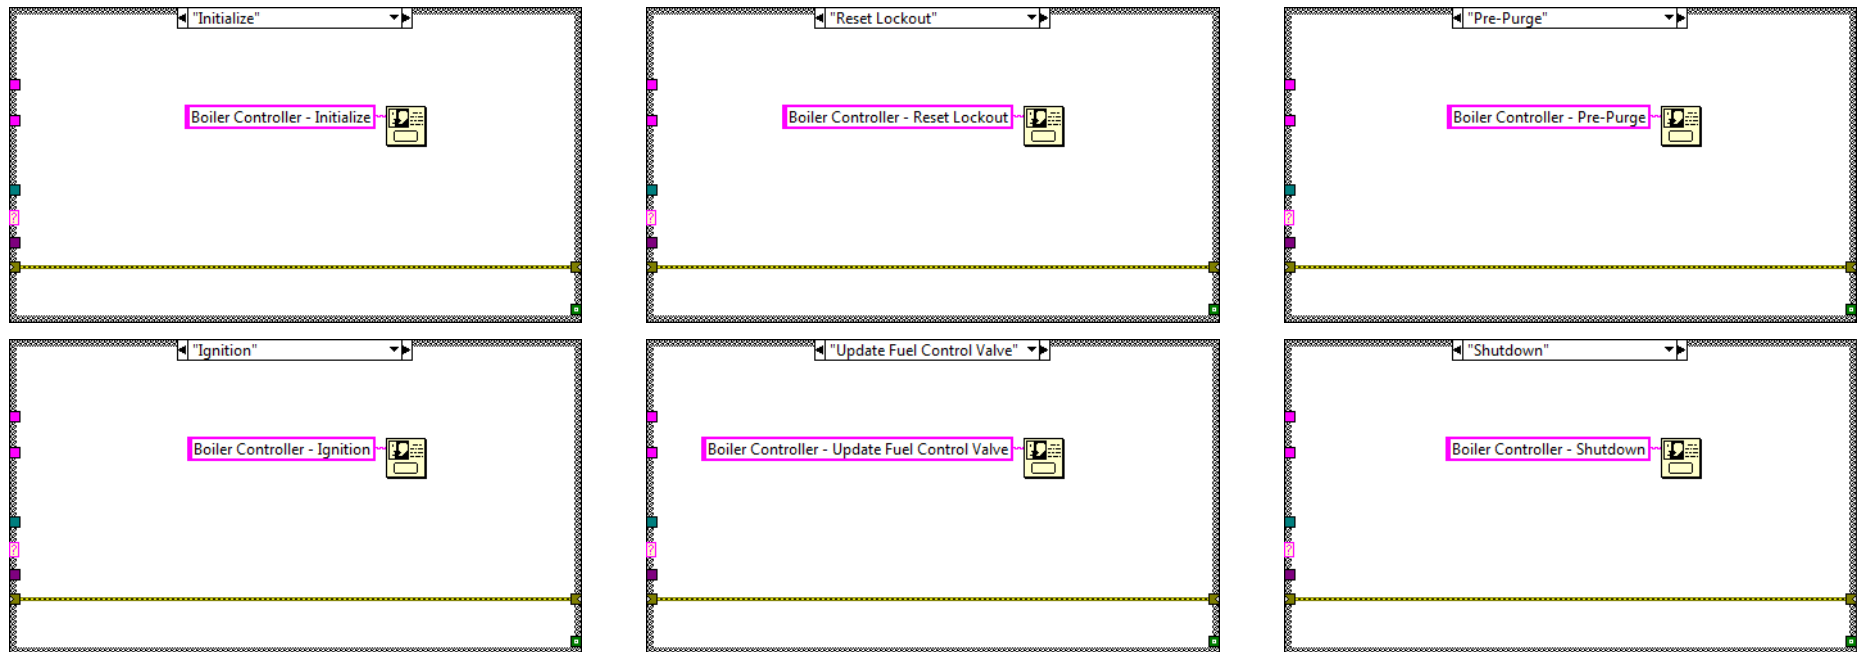 "Initialize"
Boiler Controller - Initialize
?
"Reset Lockout"
Boiler Controller - Reset Lockout
?
"Pre-Purge"
Boiler Controller - Pre-Purge
?
"Ignition"
Boiler Controller - Ignition
?
"Update Fuel Control Valve"
Boiler Controller - Update Fuel Control Valve
?
"Shutdown"
Boiler Controller - Shutdown
?